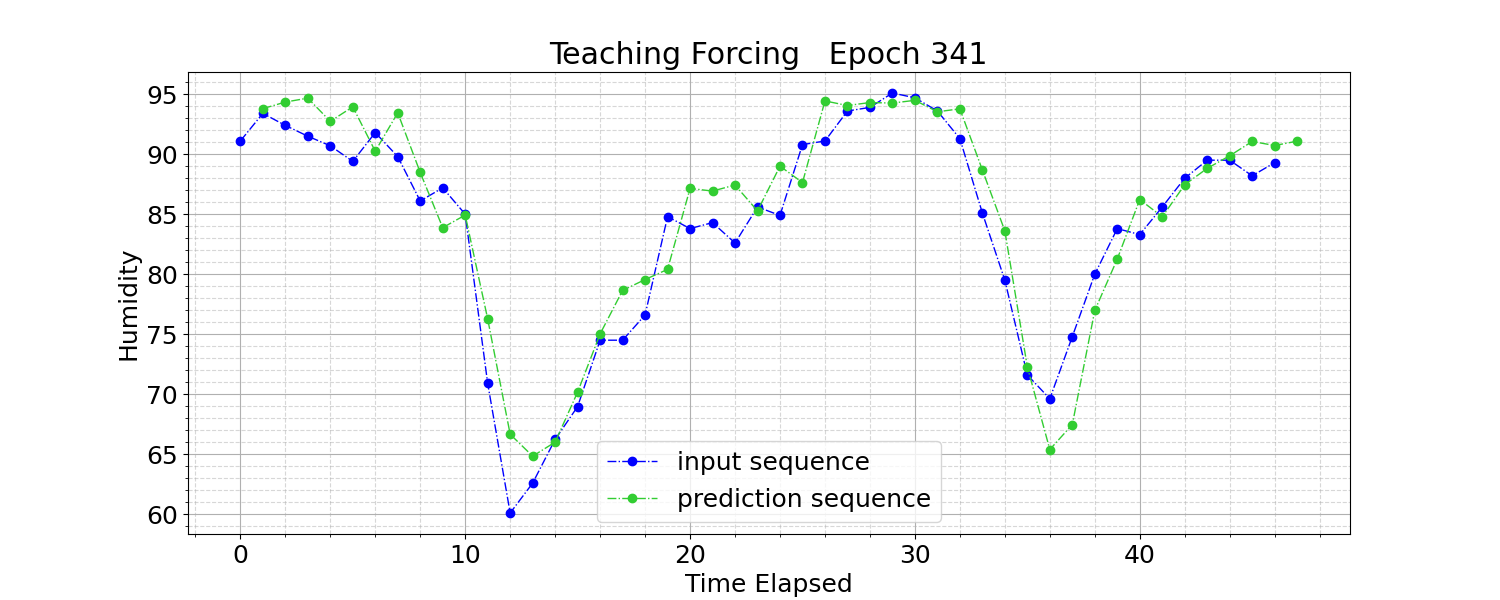 Teaching Forcing   Epoch 341
95
90
85
80
75
70
65
60
Humidity
input sequence
prediction sequence
0 10 20 30 40
Time Elapsed